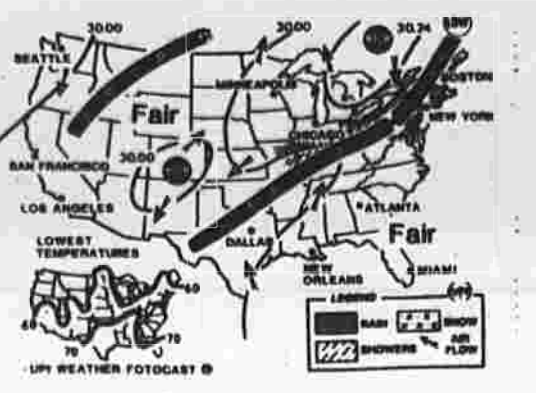 30.00
30.00
30.24
LOW
SEATTLE
MINNEAPOLIS
BOSTON
Fair
NEW YORK
CHICAGO
30.00
SAN FRANCISCO
LOS ANGELES
ATLANTA
DALLAS
Fair
LOWEST
TEMPERATURES
NEW
ORLEANS
MIAMI
60
LEGEND
RAIN
SNOW
60
70
70
SHOWERS
AIR
FLOW
UPI WEATHER FOTOCAST ©